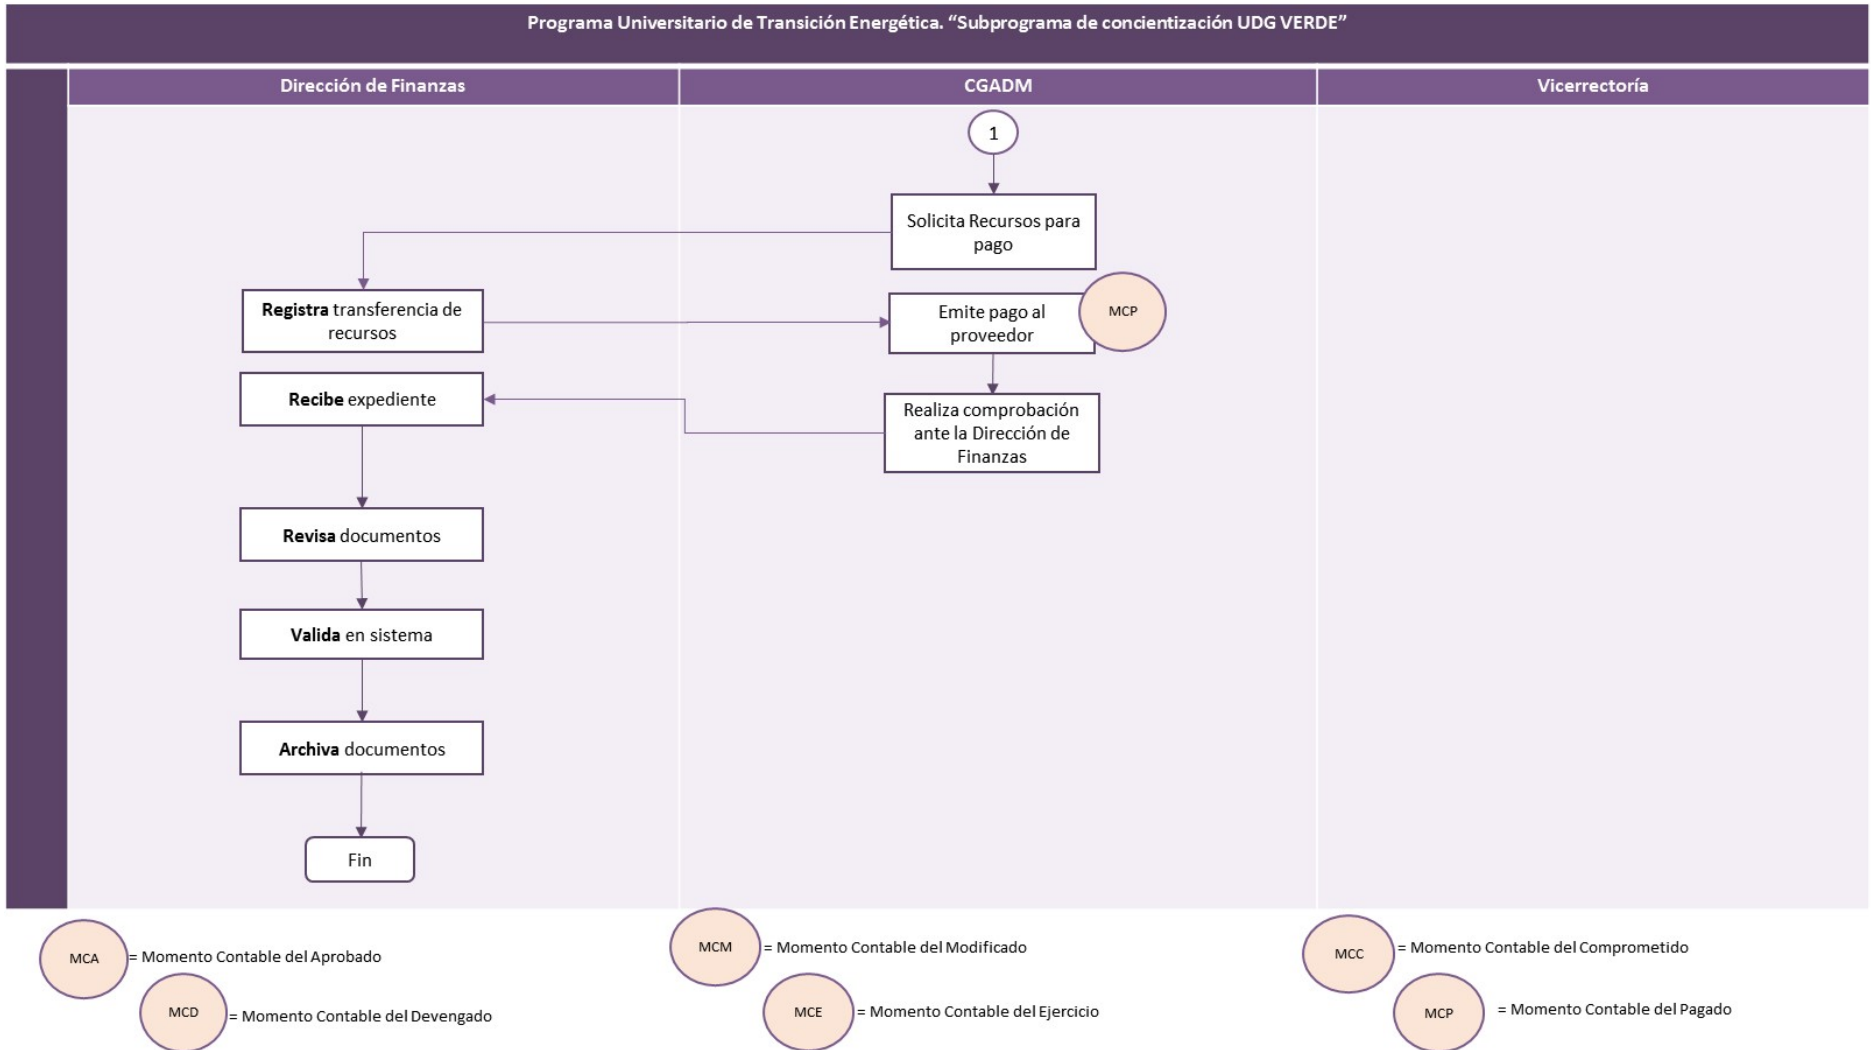 Programa Universitario de Transición Energética. “Subprograma de concientización UDG VERDE”
Dirección de Finanzas
CGADM
Vicerrectoría
1
Solicita Recursos para
pago
Registra transferencia de
recursos
Emite pago al
proveedor
MCP
Recibe expediente
Realiza comprobación
ante la Dirección de
Finanzas
Revisa documentos
Valida en sistema
Archiva documentos
Fin
MCA
= Momento Contable del Aprobado
MCM
= Momento Contable del Modificado
MCC
= Momento Contable del Comprometido
MCD
= Momento Contable del Devengado
MCE
= Momento Contable del Ejercicio
MCP
= Momento Contable del Pagado